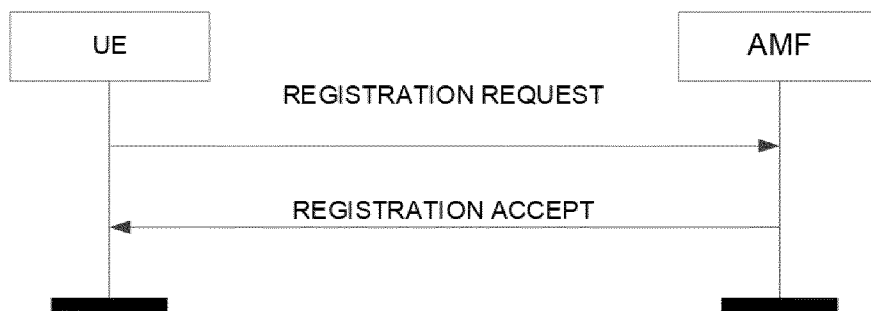 UE
AMF
REGISTRATION REQUEST
REGISTRATION ACCEPT